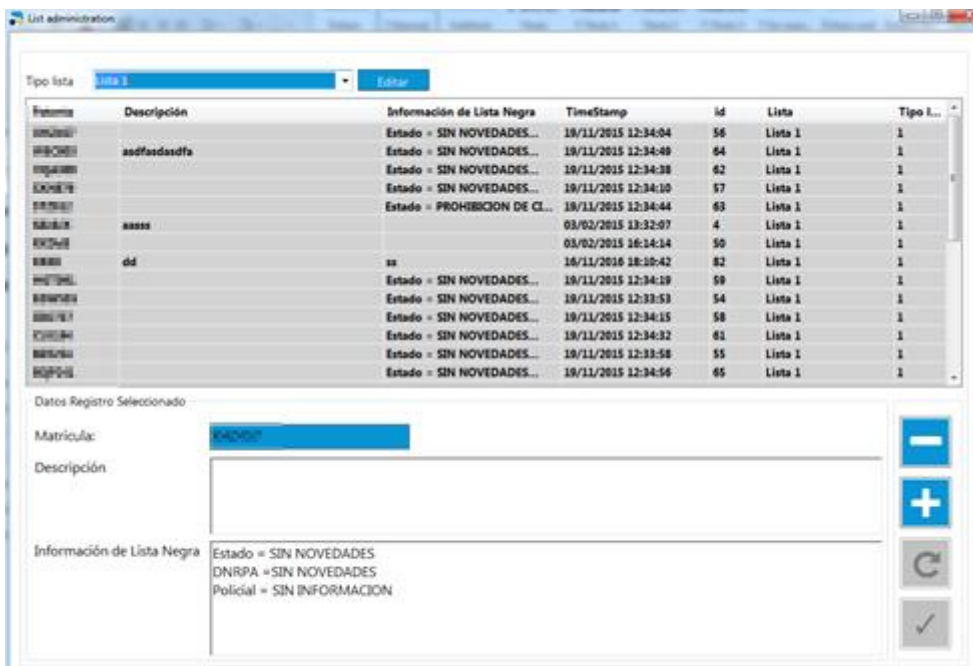 List administration
Tipo lista Lista 1 Editar
Descripción Información de Lista Negra TimeStamp id Lista Tipo l...
Estado = SIN NOVEDADES... 19/11/2015 12:34:04 56 Lista 1 1
asdfasdasdfa Estado = SIN NOVEDADES... 19/11/2015 12:34:49 64 Lista 1 1
Estado = SIN NOVEDADES... 19/11/2015 12:34:38 62 Lista 1 1
Estado = SIN NOVEDADES... 19/11/2015 12:34:10 57 Lista 1 1
Estado = PROHIBICION DE CI... 19/11/2015 12:34:44 63 Lista 1 1
aasss 03/02/2015 13:32:07 4 Lista 1 1
03/02/2015 16:14:14 50 Lista 1 1
dd ss 16/11/2016 18:10:42 82 Lista 1 1
Estado = SIN NOVEDADES... 19/11/2015 12:34:19 59 Lista 1 1
Estado = SIN NOVEDADES... 19/11/2015 12:33:53 54 Lista 1 1
Estado = SIN NOVEDADES... 19/11/2015 12:34:15 58 Lista 1 1
Estado = SIN NOVEDADES... 19/11/2015 12:34:32 61 Lista 1 1
Estado = SIN NOVEDADES... 19/11/2015 12:33:58 55 Lista 1 1
Estado = SIN NOVEDADES... 19/11/2015 12:34:56 65 Lista 1 1
Datos Registro Seleccionado
Matricula:
Descripción
Información de Lista Negra Estado = SIN NOVEDADES
DNRPA =SIN NOVEDADES
Policial = SIN INFORMACION